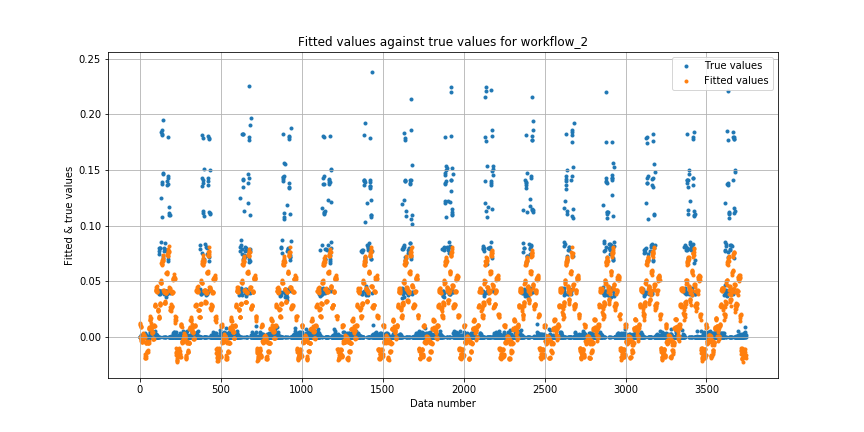 Fitted values against true values for workflow_2
0.25
0.20
0.15
0.10
0.05
0.00
Fitted & true values
True values
Fitted values
0
500
1000
1500
2000
2500
3000
3500
Data number